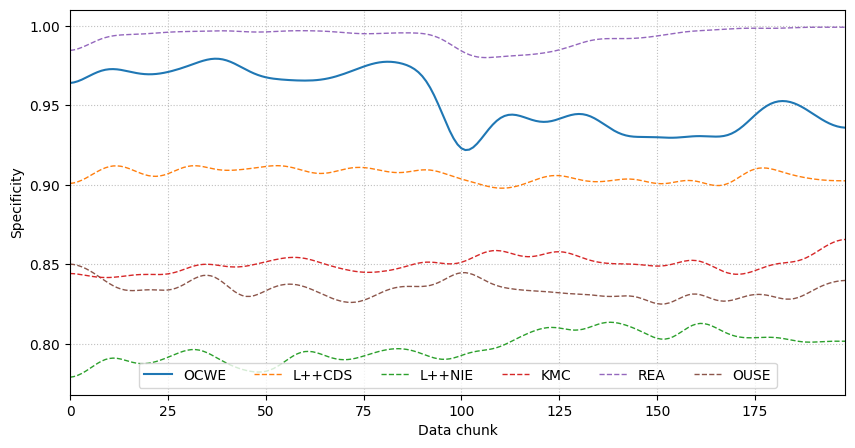 1.00
0.95
0.90
0.85
0.80
Specificity
OCWE L++CDS L++NIE KMC REA OUSE
0 25 50 75 100 125 150 175
Data chunk